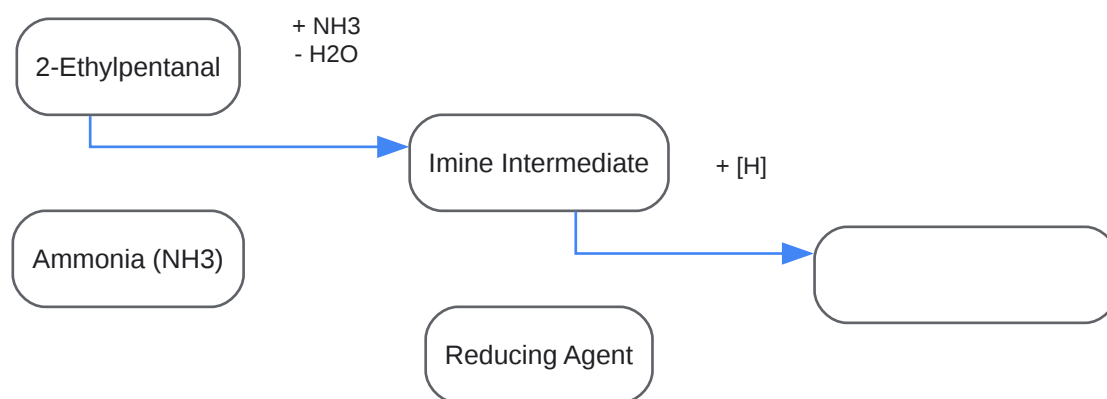 + NH3
- H2O
2-Ethylpentanal
Imine Intermediate
+ [H]
Ammonia (NH3)
Reducing Agent